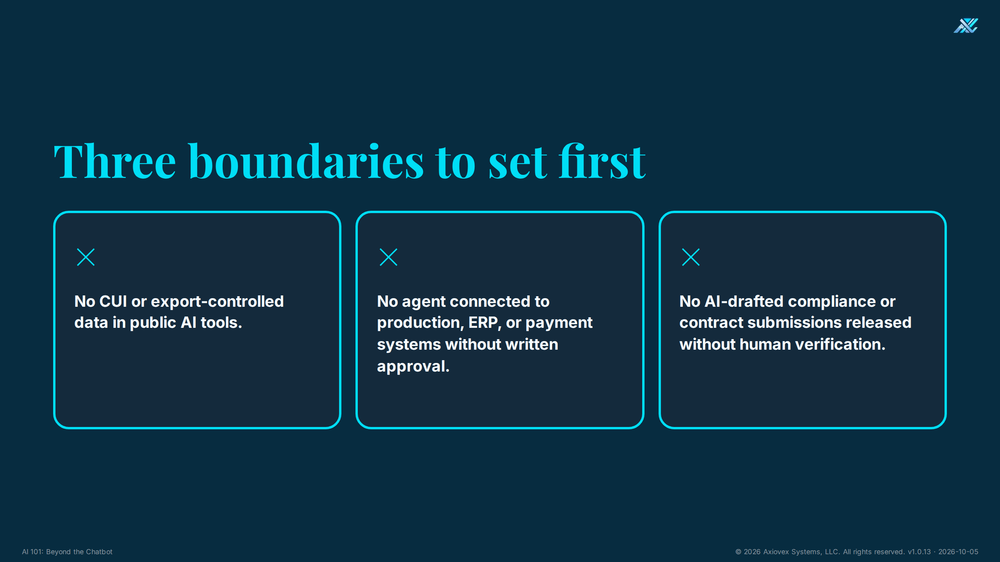 Three boundaries to set first
No CUI or export-controlled
data in public AI tools.
No agent connected to
production, ERP, or payment
systems without written
approval.
No AI-drafted compliance or
contract submissions released
without human verification.
AI 101: Beyond the Chatbot
© 2026 Axiovex Systems, LLC. All rights reserved. v1.0.13 · 2026-10-05